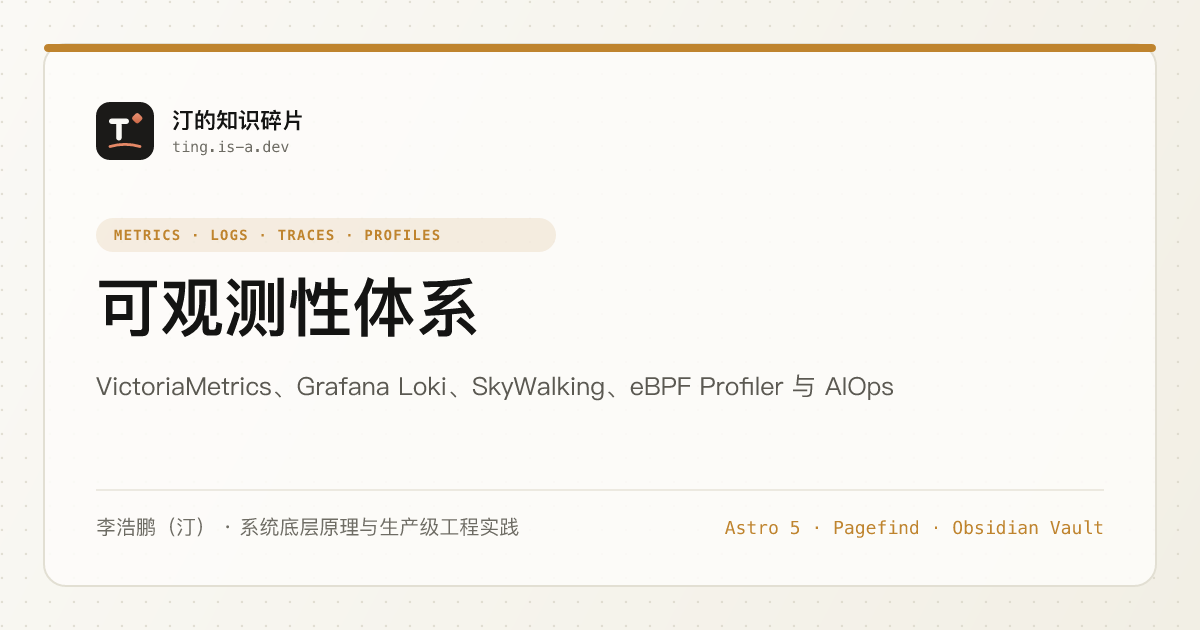 汀的知识碎片
ting.is-a.dev
METRICS · LOGS · TRACES · PROFILES
可观测性体系
VictoriaMetrics、Grafana Loki、SkyWalking、eBPF Profiler 与 AIOps
李浩鹏（汀） · 系统底层原理与生产级工程实践
Astro 5 · Pagefind · Obsidian Vault